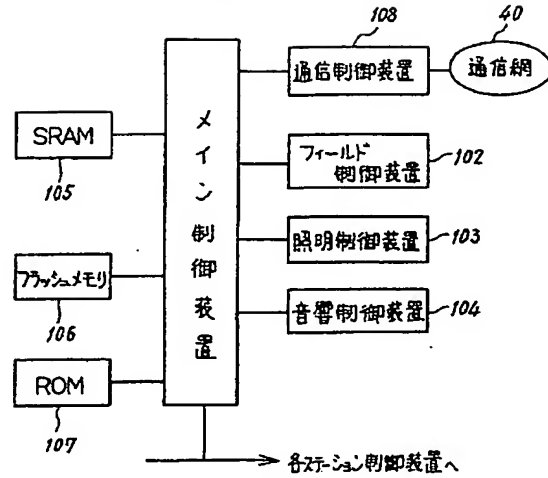 108
40
通信制御装置
通信網
メイン制御装置
SRAM
105
フィールド
制御装置
102
照明制御装置
103
フラッシュメモリ
106
音響制御装置
104
ROM
107
各ステーション制御装置へ